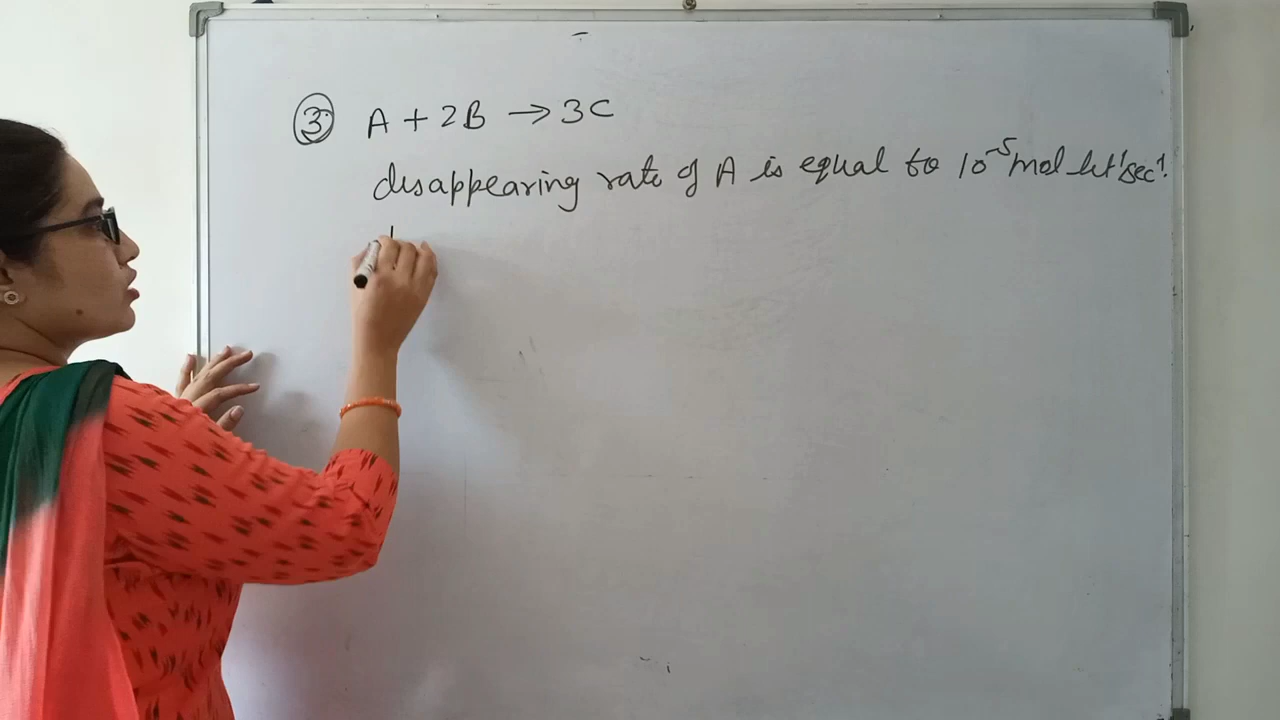 ③ A + 2B → 3C
disappearing rate of A is equal to 10⁻⁵ mol lit⁻¹ sec⁻¹.